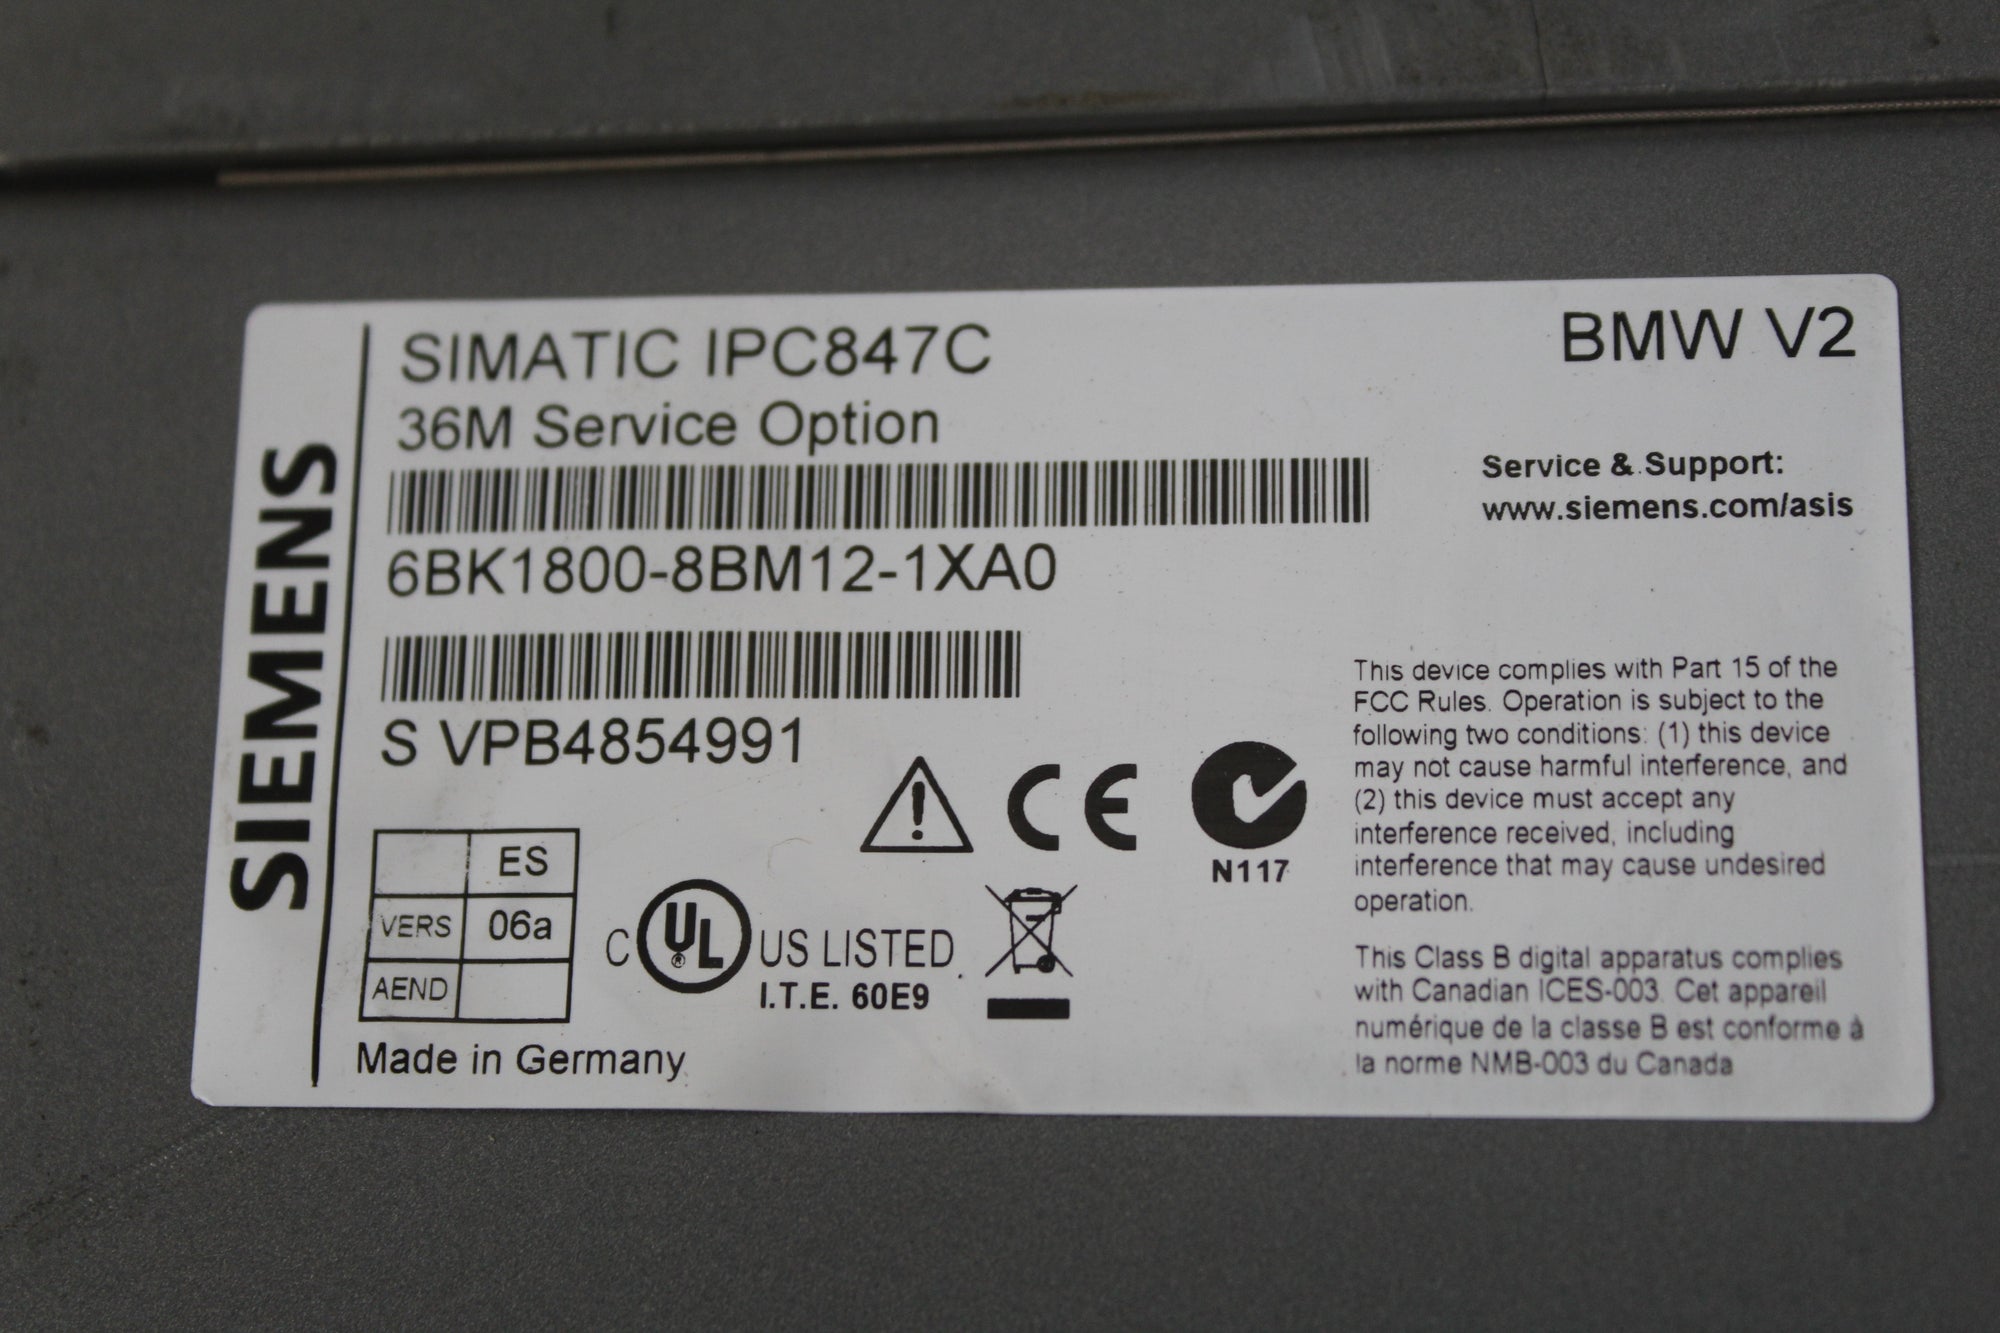 SIEMENS
SIMATIC IPC847C
BMW V2
36M Service Option
Service & Support:
www.siemens.com/asis
6BK1800-8BM12-1XA0
S VPB4854991
This device complies with Part 15 of the
FCC Rules. Operation is subject to the
following two conditions: (1) this device
may not cause harmful interference, and
(2) this device must accept any
interference received, including
interference that may cause undesired
operation.
CE
N117
ES
VERS 06a
AEND
C UL ® US LISTED
I.T.E. 60E9
This Class B digital apparatus complies
with Canadian ICES-003. Cet appareil
numérique de la classe B est conforme à
la norme NMB-003 du Canada
Made in Germany